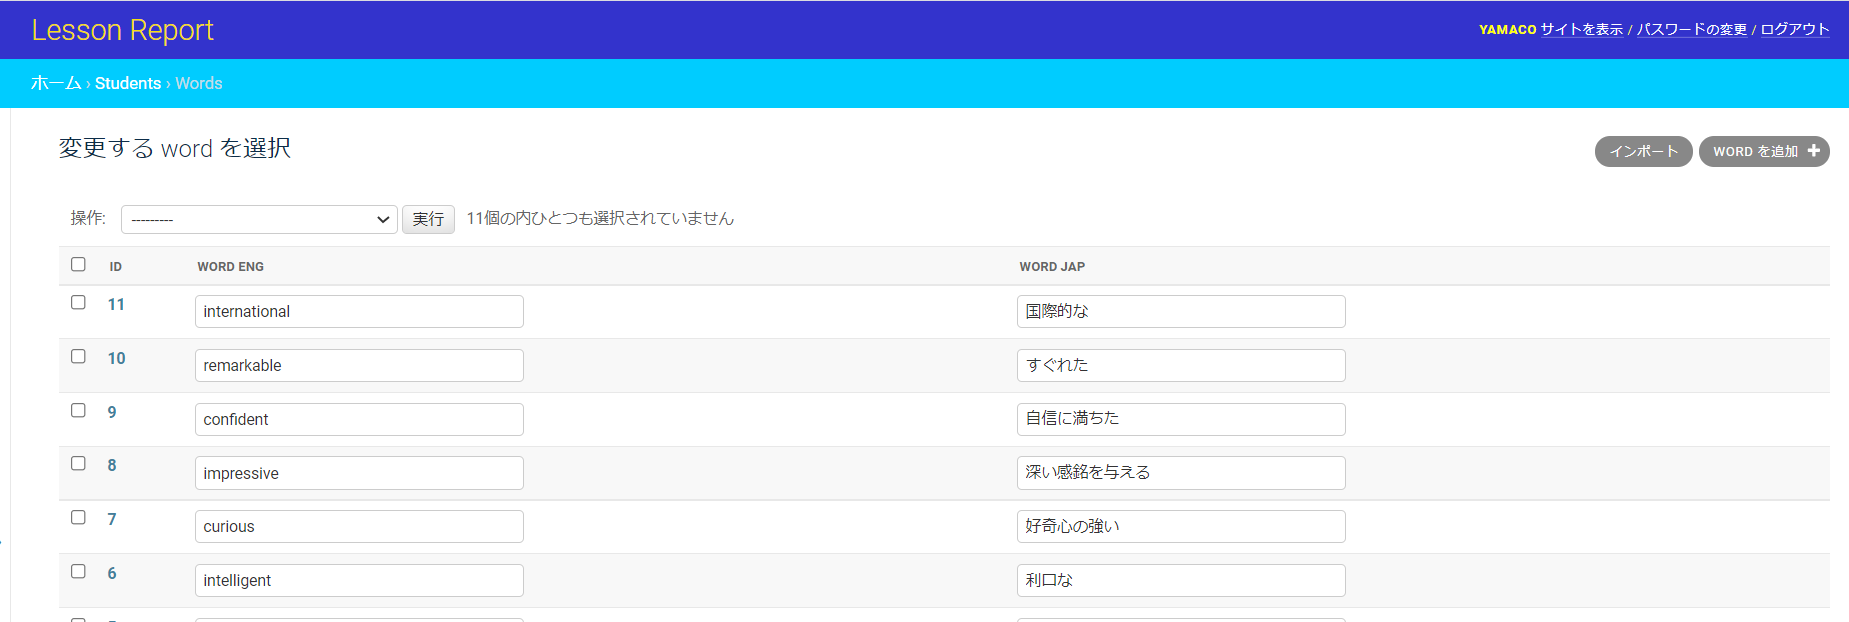 Lesson Report
YAMACO サイトを表示 / パスワードの変更 / ログアウト
ホーム › Students › Words
変更する word を選択
インポート
WORD を追加
操作: --------- 実行 11個の内ひとつも選択されていません
ID WORD ENG WORD JAP
11 international 国際的な
10 remarkable すぐれた
9 confident 自信に満ちた
8 impressive 深い感銘を与える
7 curious 好奇心の強い
6 intelligent 利口な